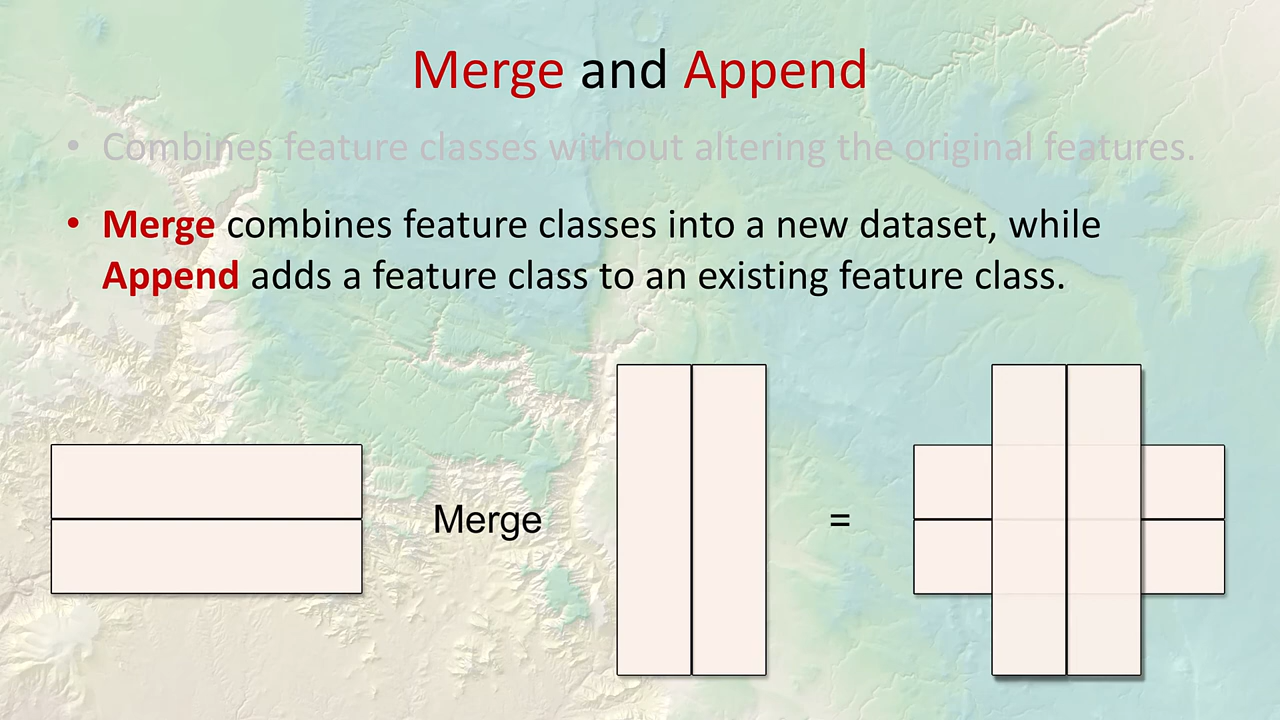 Merge and Append
• Combines feature classes without altering the original features.
• Merge combines feature classes into a new dataset, while
Append adds a feature class to an existing feature class.
Merge
=